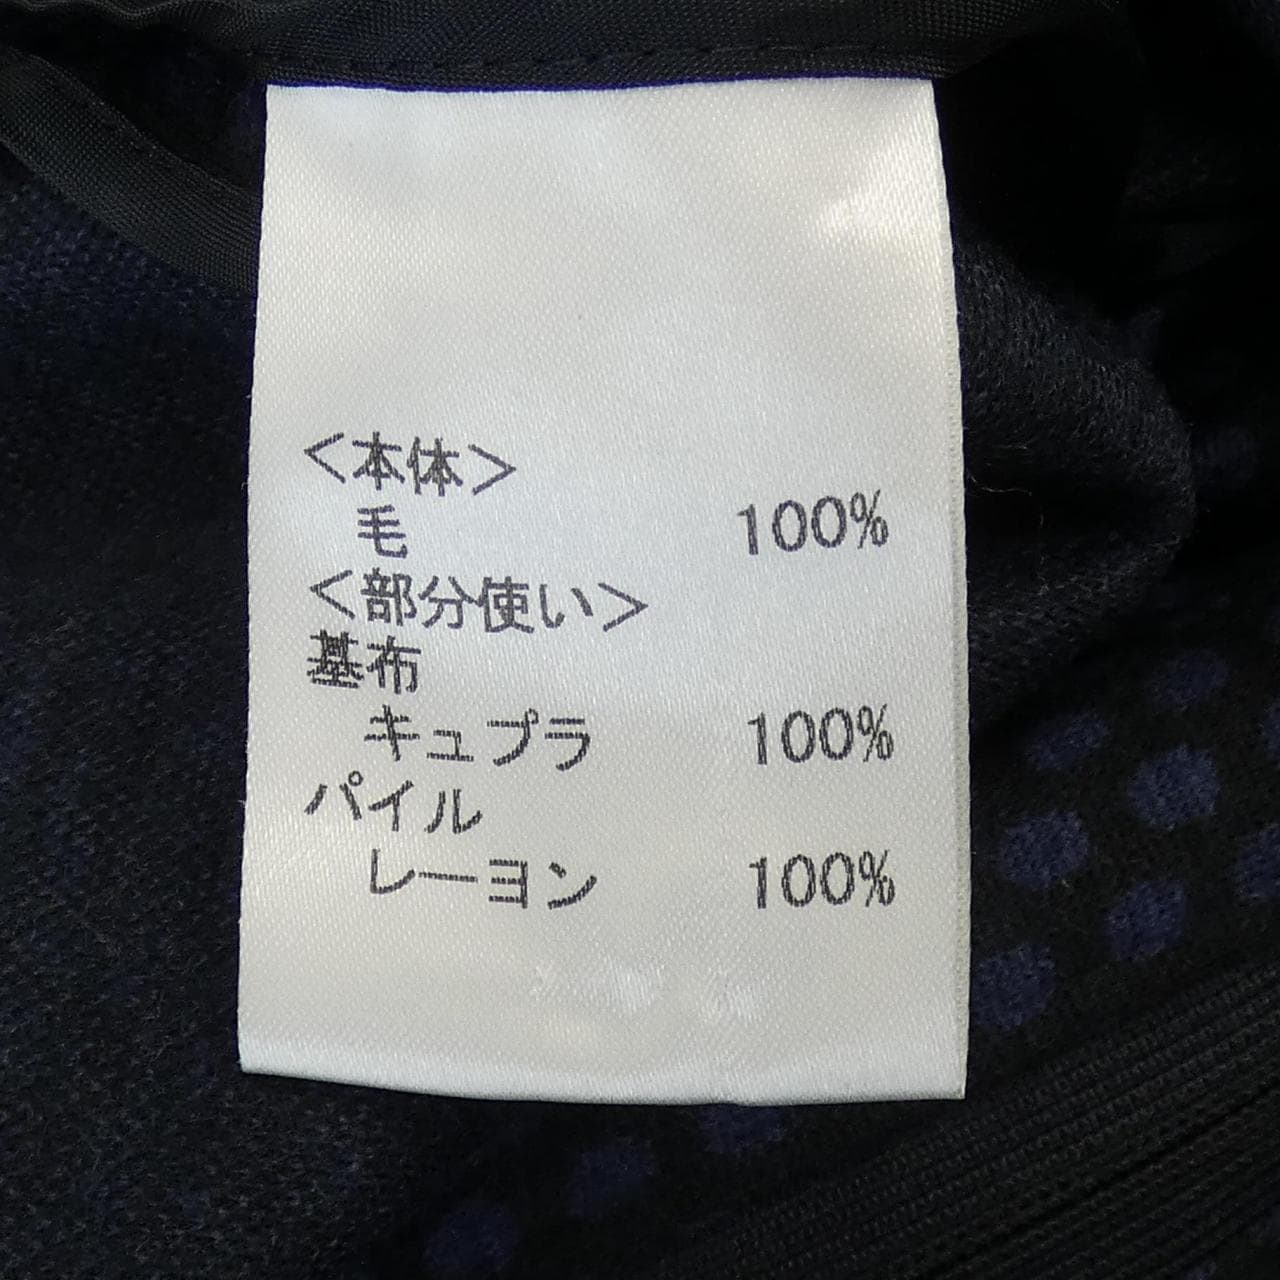 <本体>
毛 100%
<部分使い>
基布
キュプラ 100%
パイル
レーヨン 100%